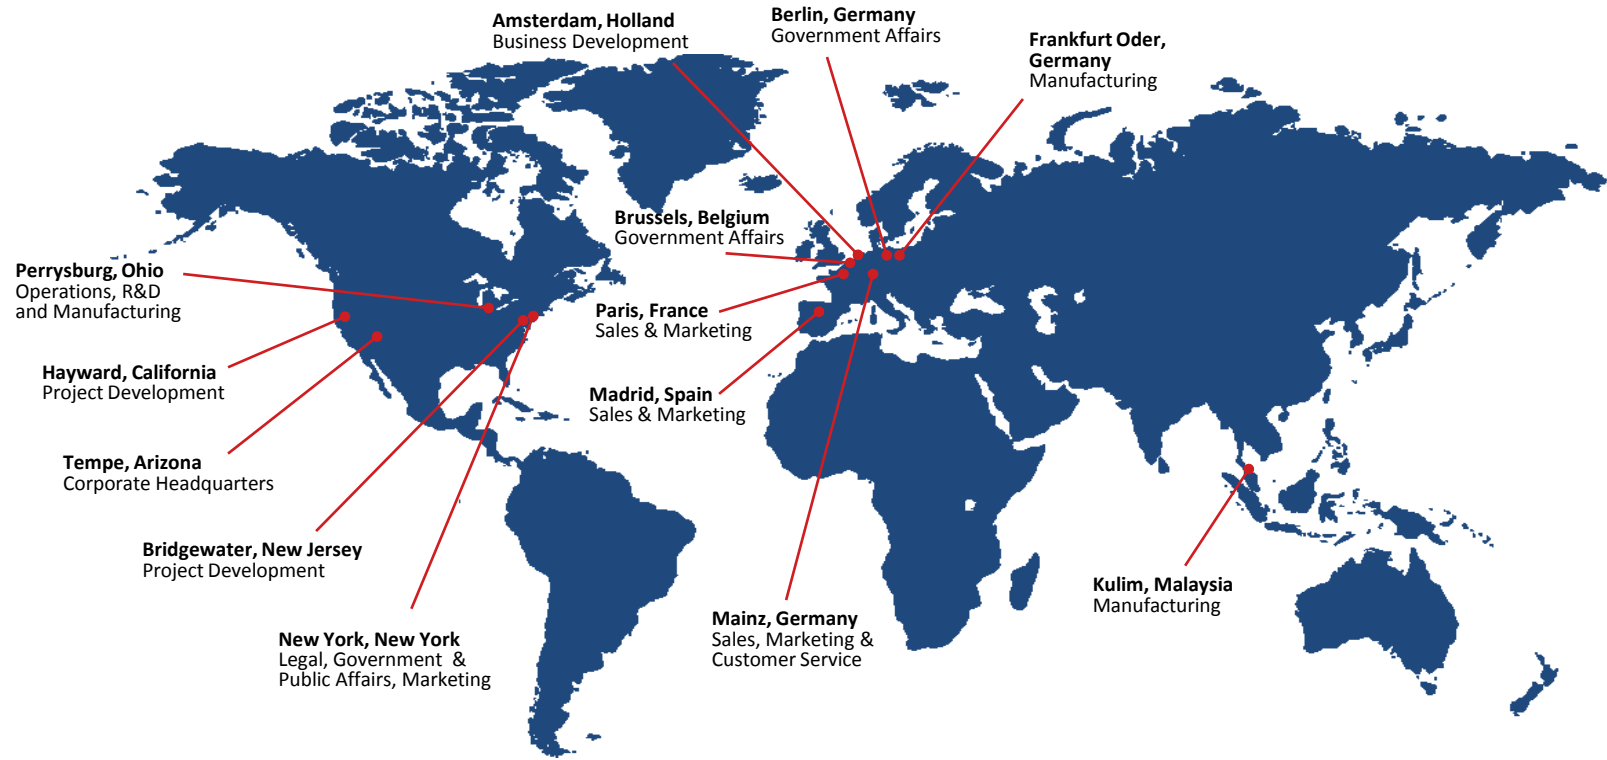 Amsterdam, Holland
Business Development
Berlin, Germany
Government Affairs
Frankfurt Oder,
Germany
Manufacturing
Brussels, Belgium
Government Affairs
Perrysburg, Ohio
Operations, R&D
and Manufacturing
Paris, France
Sales & Marketing
Hayward, California
Project Development
Madrid, Spain
Sales & Marketing
Tempe, Arizona
Corporate Headquarters
Bridgewater, New Jersey
Project Development
Kulim, Malaysia
Manufacturing
Mainz, Germany
Sales, Marketing &
Customer Service
New York, New York
Legal, Government &
Public Affairs, Marketing